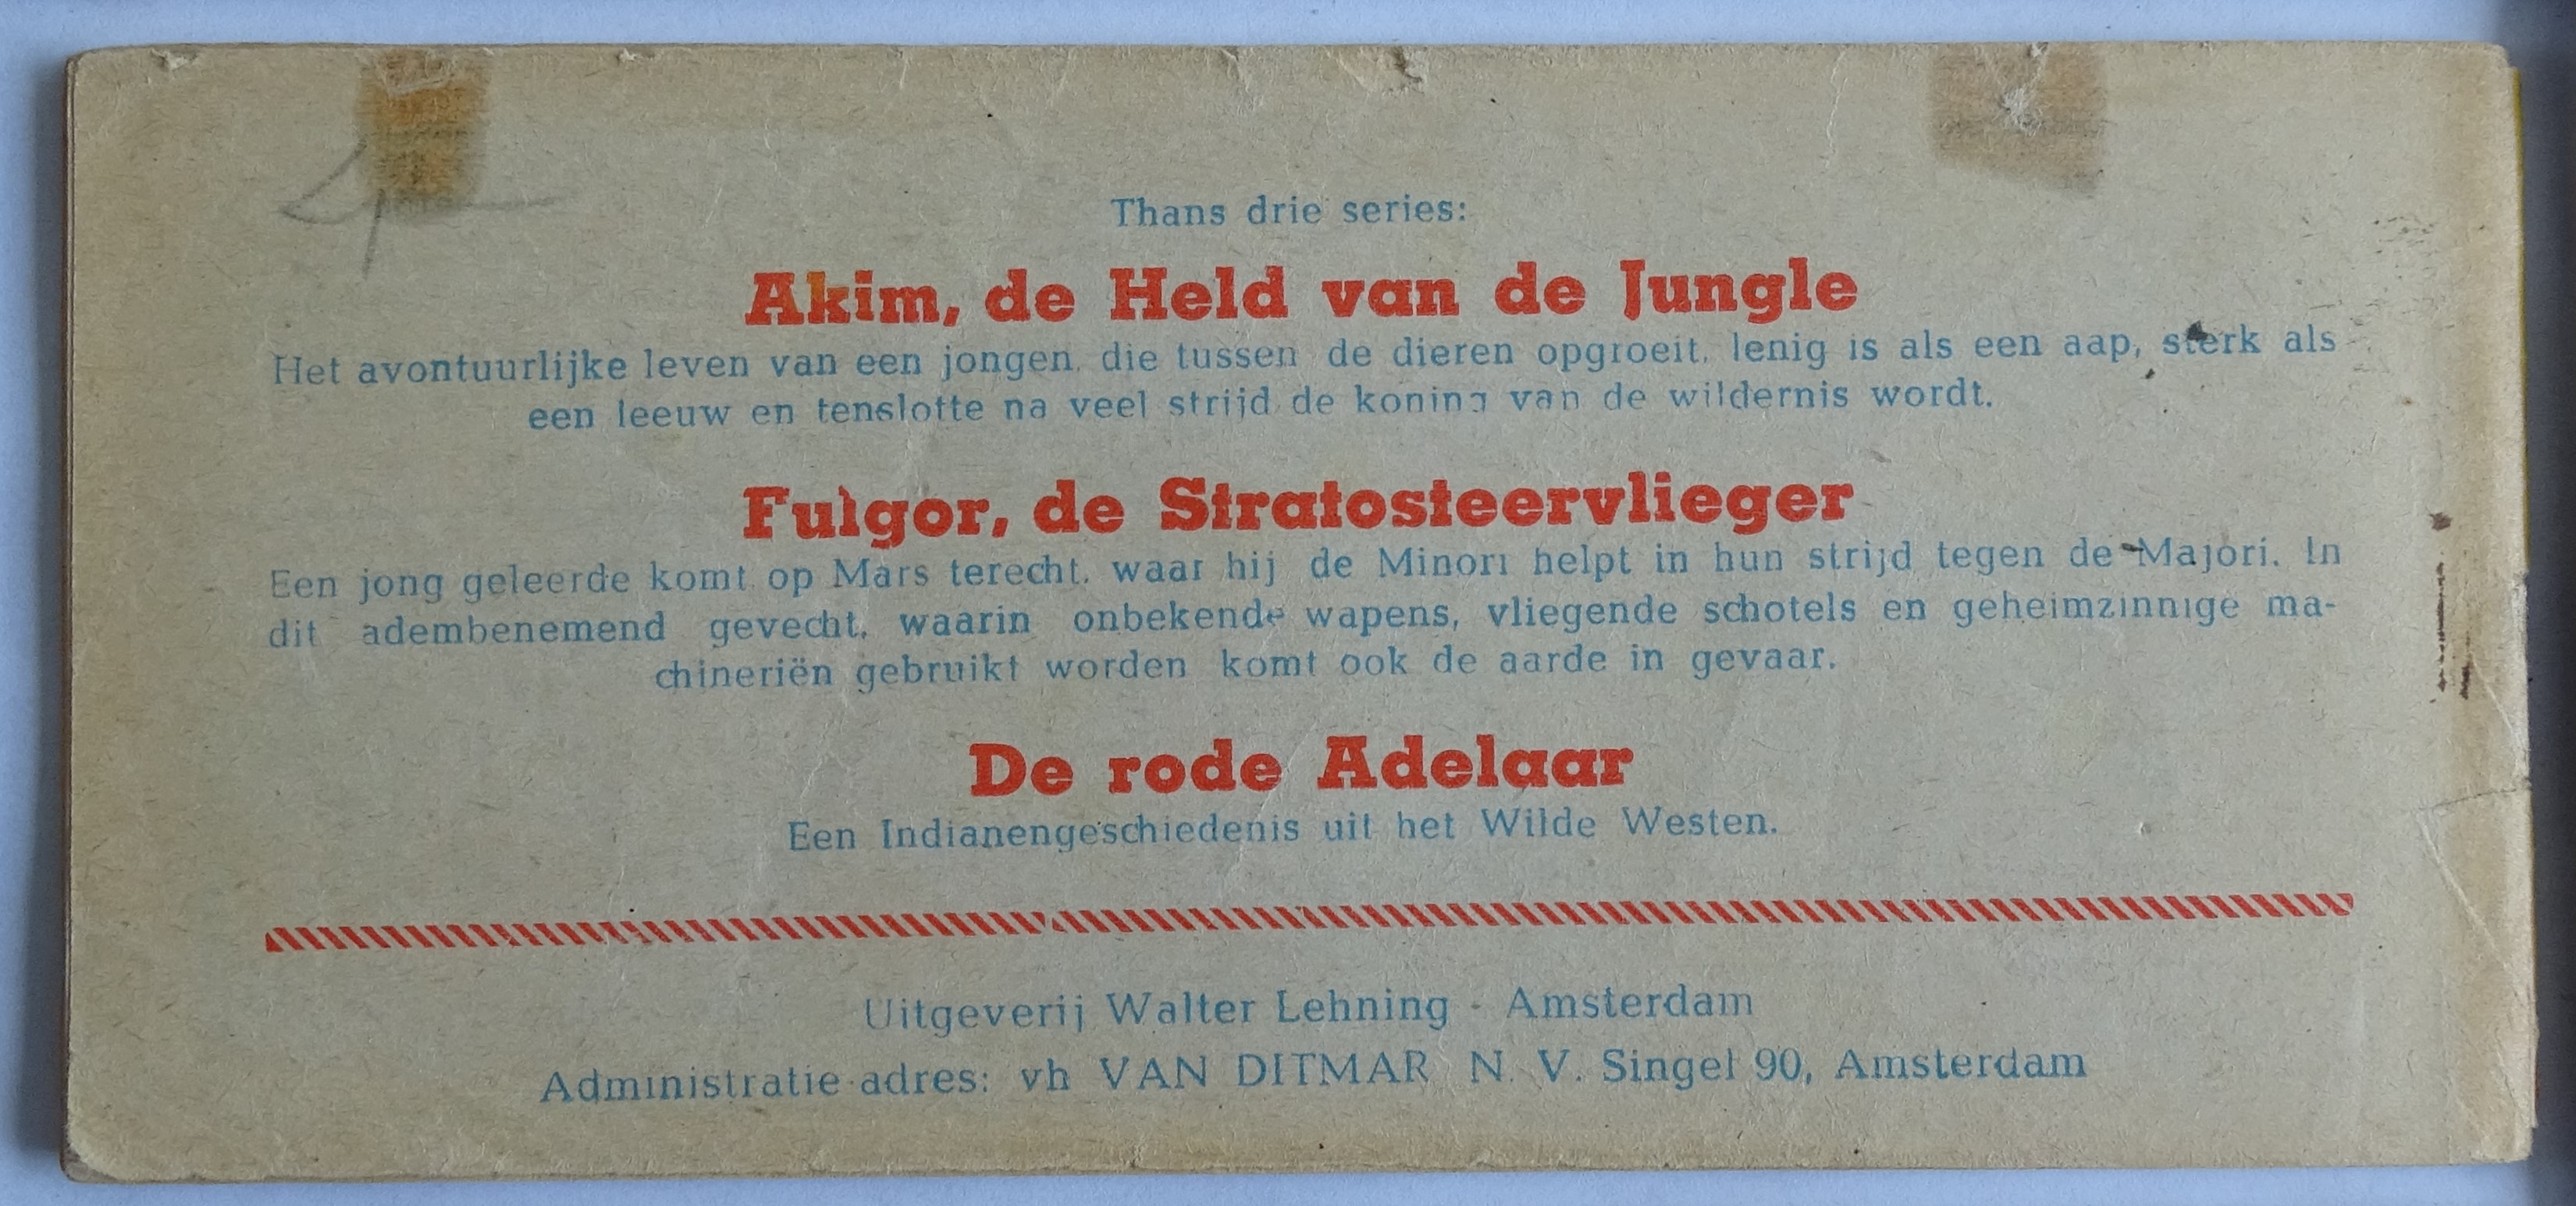 Thans drie series:
Akim, de Held van de Jungle
Het avontuurlijke leven van een jongen, die tussen de dieren opgroeit, lenig is als een aap, sterk als
een leeuw en tenslotte na veel strijd de koning van de wildernis wordt.
Fulgor, de Stratosfeervlieger
Een jong geleerde komt op Mars terecht, waar hij de Minori helpt in hun strijd tegen de Majori. In
dit adembenemend gevecht, waarin onbekende wapens, vliegende schotels en geheimzinnige ma-
chineriën gebruikt worden komt ook de aarde in gevaar.
De rode Adelaar
Een Indianengeschiedenis uit het Wilde Westen.
Uitgeverij Walter Lehning - Amsterdam
Administratie adres: vh VAN DITMAR N. V. Singel 90, Amsterdam